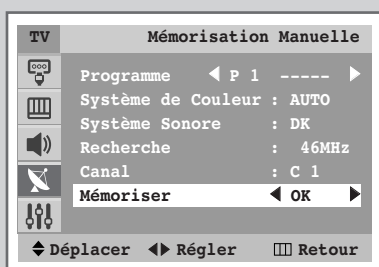 TV Mémorisation Manuelle
Programme ◀ P 1 ----- ▶
Système de Couleur : AUTO
Système Sonore : DK
Recherche : 46MHz
Canal : C 1
Mémoriser ◀ OK ▶
Déplacer ◀▶ Régler Retour